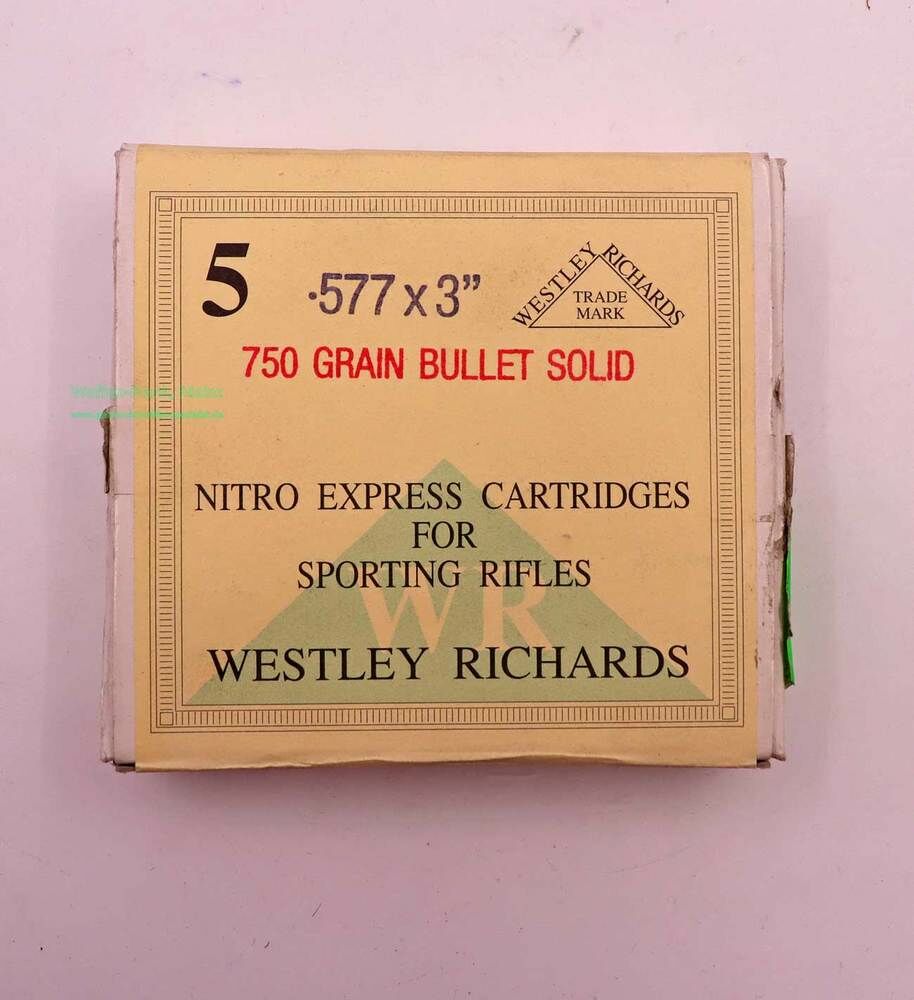 5
.577 x 3"
WESTLEY RICHARDS
TRADE
MARK
750 GRAIN BULLET SOLID
NITRO EXPRESS CARTRIDGES
FOR
SPORTING RIFLES
WR
WESTLEY RICHARDS